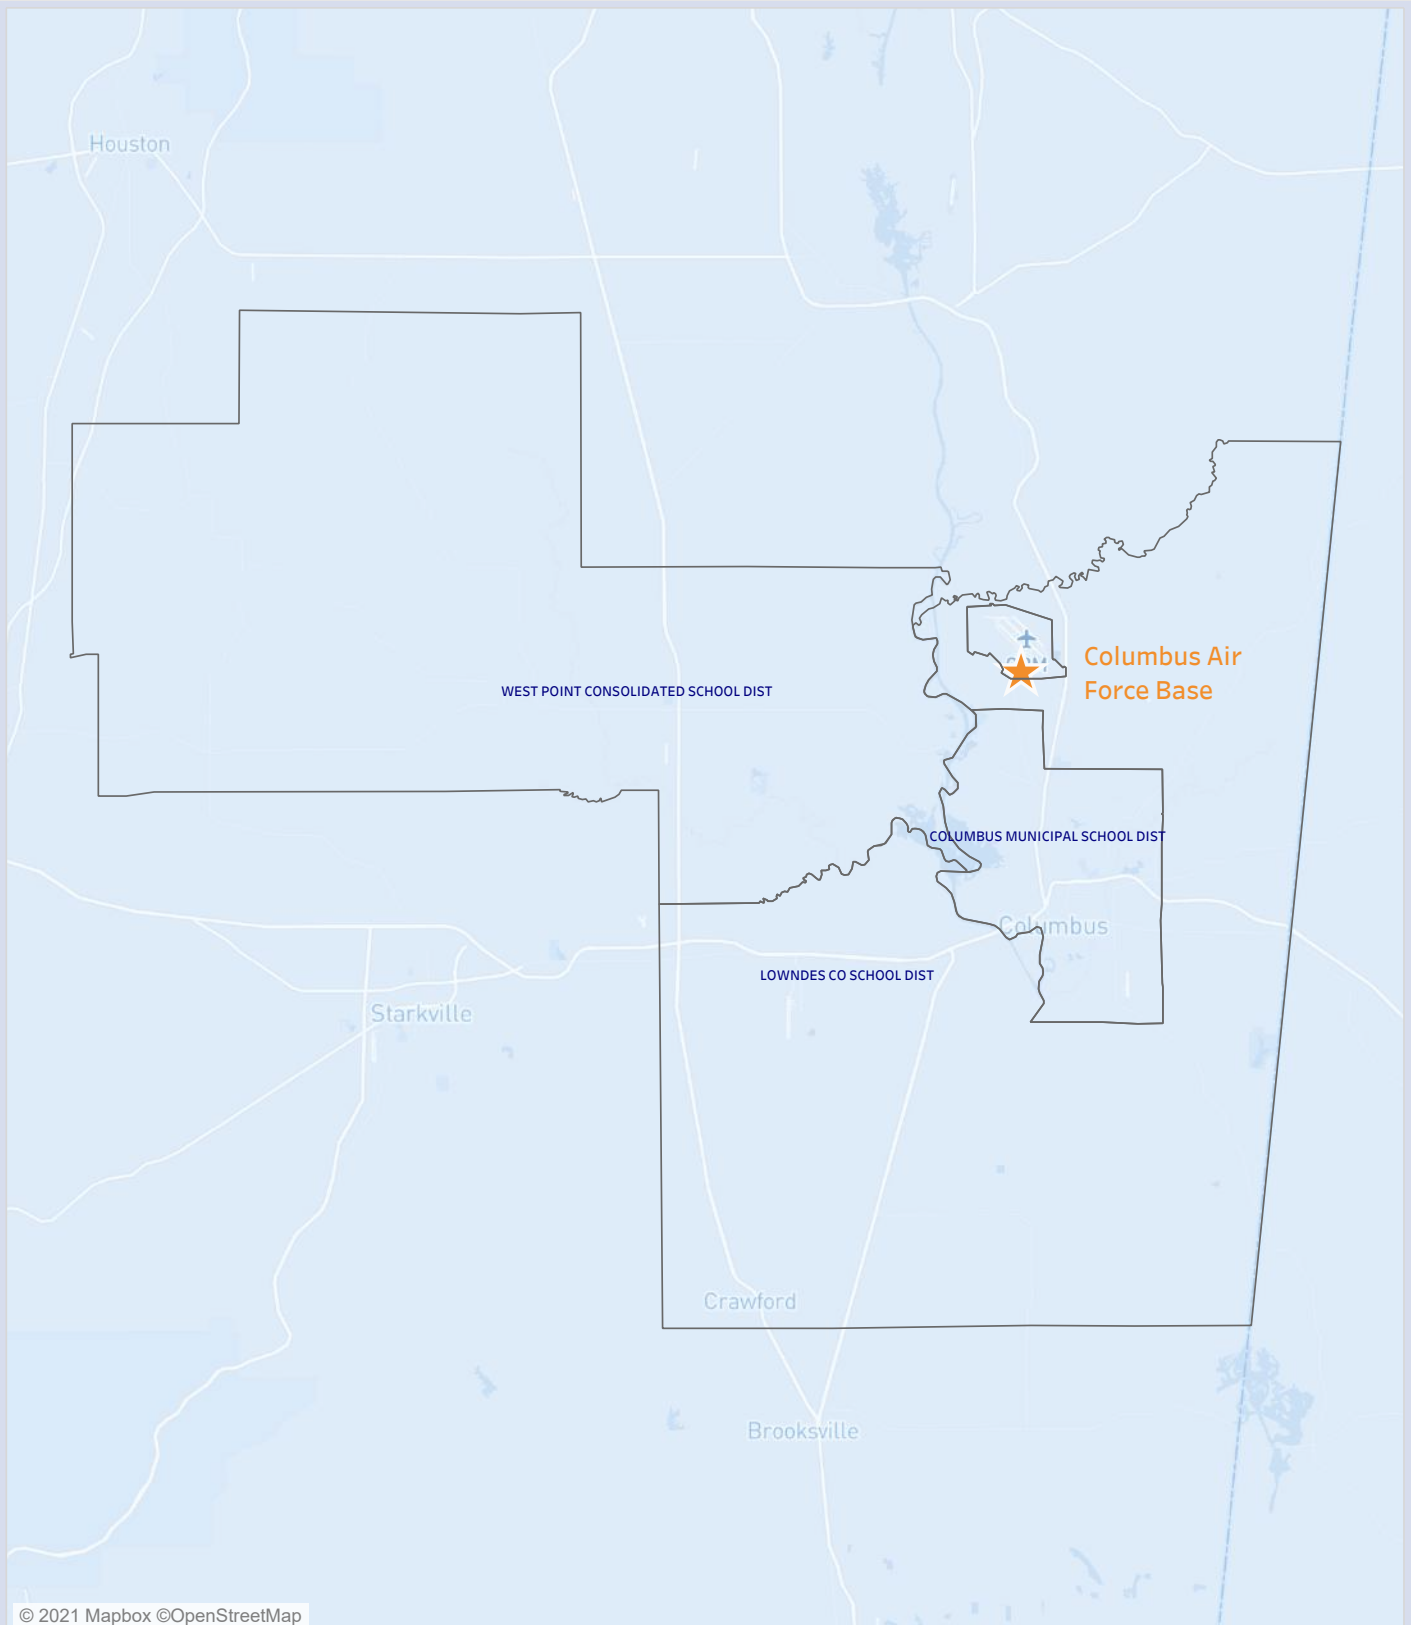 Houston
Columbus Air
Force Base
WEST POINT CONSOLIDATED SCHOOL DIST
COLUMBUS MUNICIPAL SCHOOL DIST
Columbus
LOWNDES CO SCHOOL DIST
Starkville
Crawford
Brooksville
© 2021 Mapbox ©OpenStreetMap